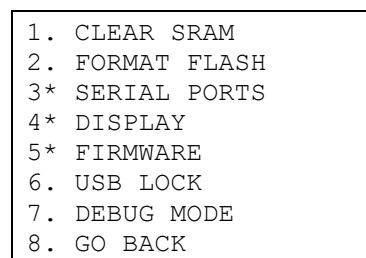 1. CLEAR SRAM
2. FORMAT FLASH
3* SERIAL PORTS
4* DISPLAY
5* FIRMWARE
6. USB LOCK
7. DEBUG MODE
8. GO BACK